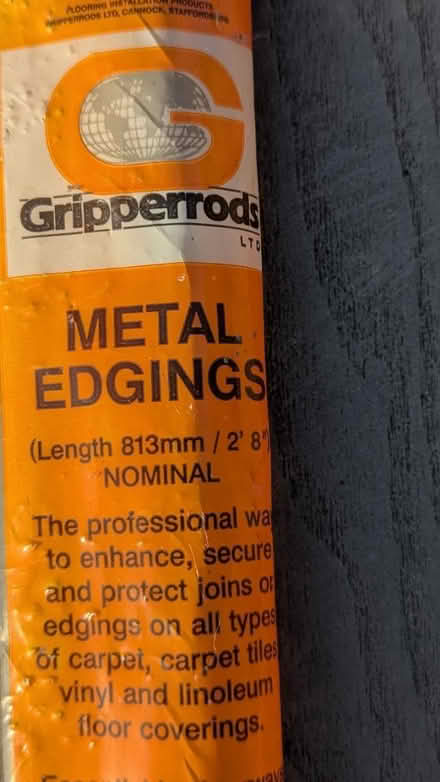 FLOORING INSTALLATION PRODUCTS
GRIPPERRODS LTD, CANNOCK, STAFFORDSHIRE
Gripperrods
LTD
METAL
EDGINGS
(Length 813mm / 2' 8")
NOMINAL
The professional wa
to enhance, secure
and protect joins or
edgings on all types
of carpet, carpet tiles
vinyl and linoleum
floor coverings.